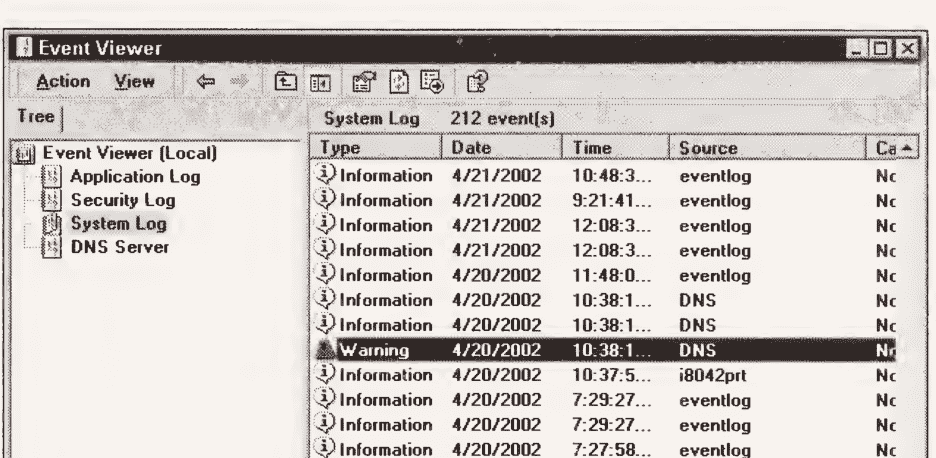 Event Viewer
Action View
Tree
System Log 212 event(s)
Event Viewer (Local)
Application Log
Security Log
System Log
DNS Server
Type Date Time Source Ca
Information 4/21/2002 10:48:3... eventlog Nc
Information 4/21/2002 9:21:41... eventlog Nc
Information 4/21/2002 12:08:3... eventlog Nc
Information 4/21/2002 12:08:3... eventlog Nc
Information 4/20/2002 11:48:0... eventlog Nc
Information 4/20/2002 10:38:1... DNS Nc
Information 4/20/2002 10:38:1... DNS Nc
Warning 4/20/2002 10:38:1... DNS Nc
Information 4/20/2002 10:37:5... i8042prt Nc
Information 4/20/2002 7:29:27... eventlog Nc
Information 4/20/2002 7:29:27... eventlog Nc
Information 4/20/2002 7:27:58... eventlog Nc